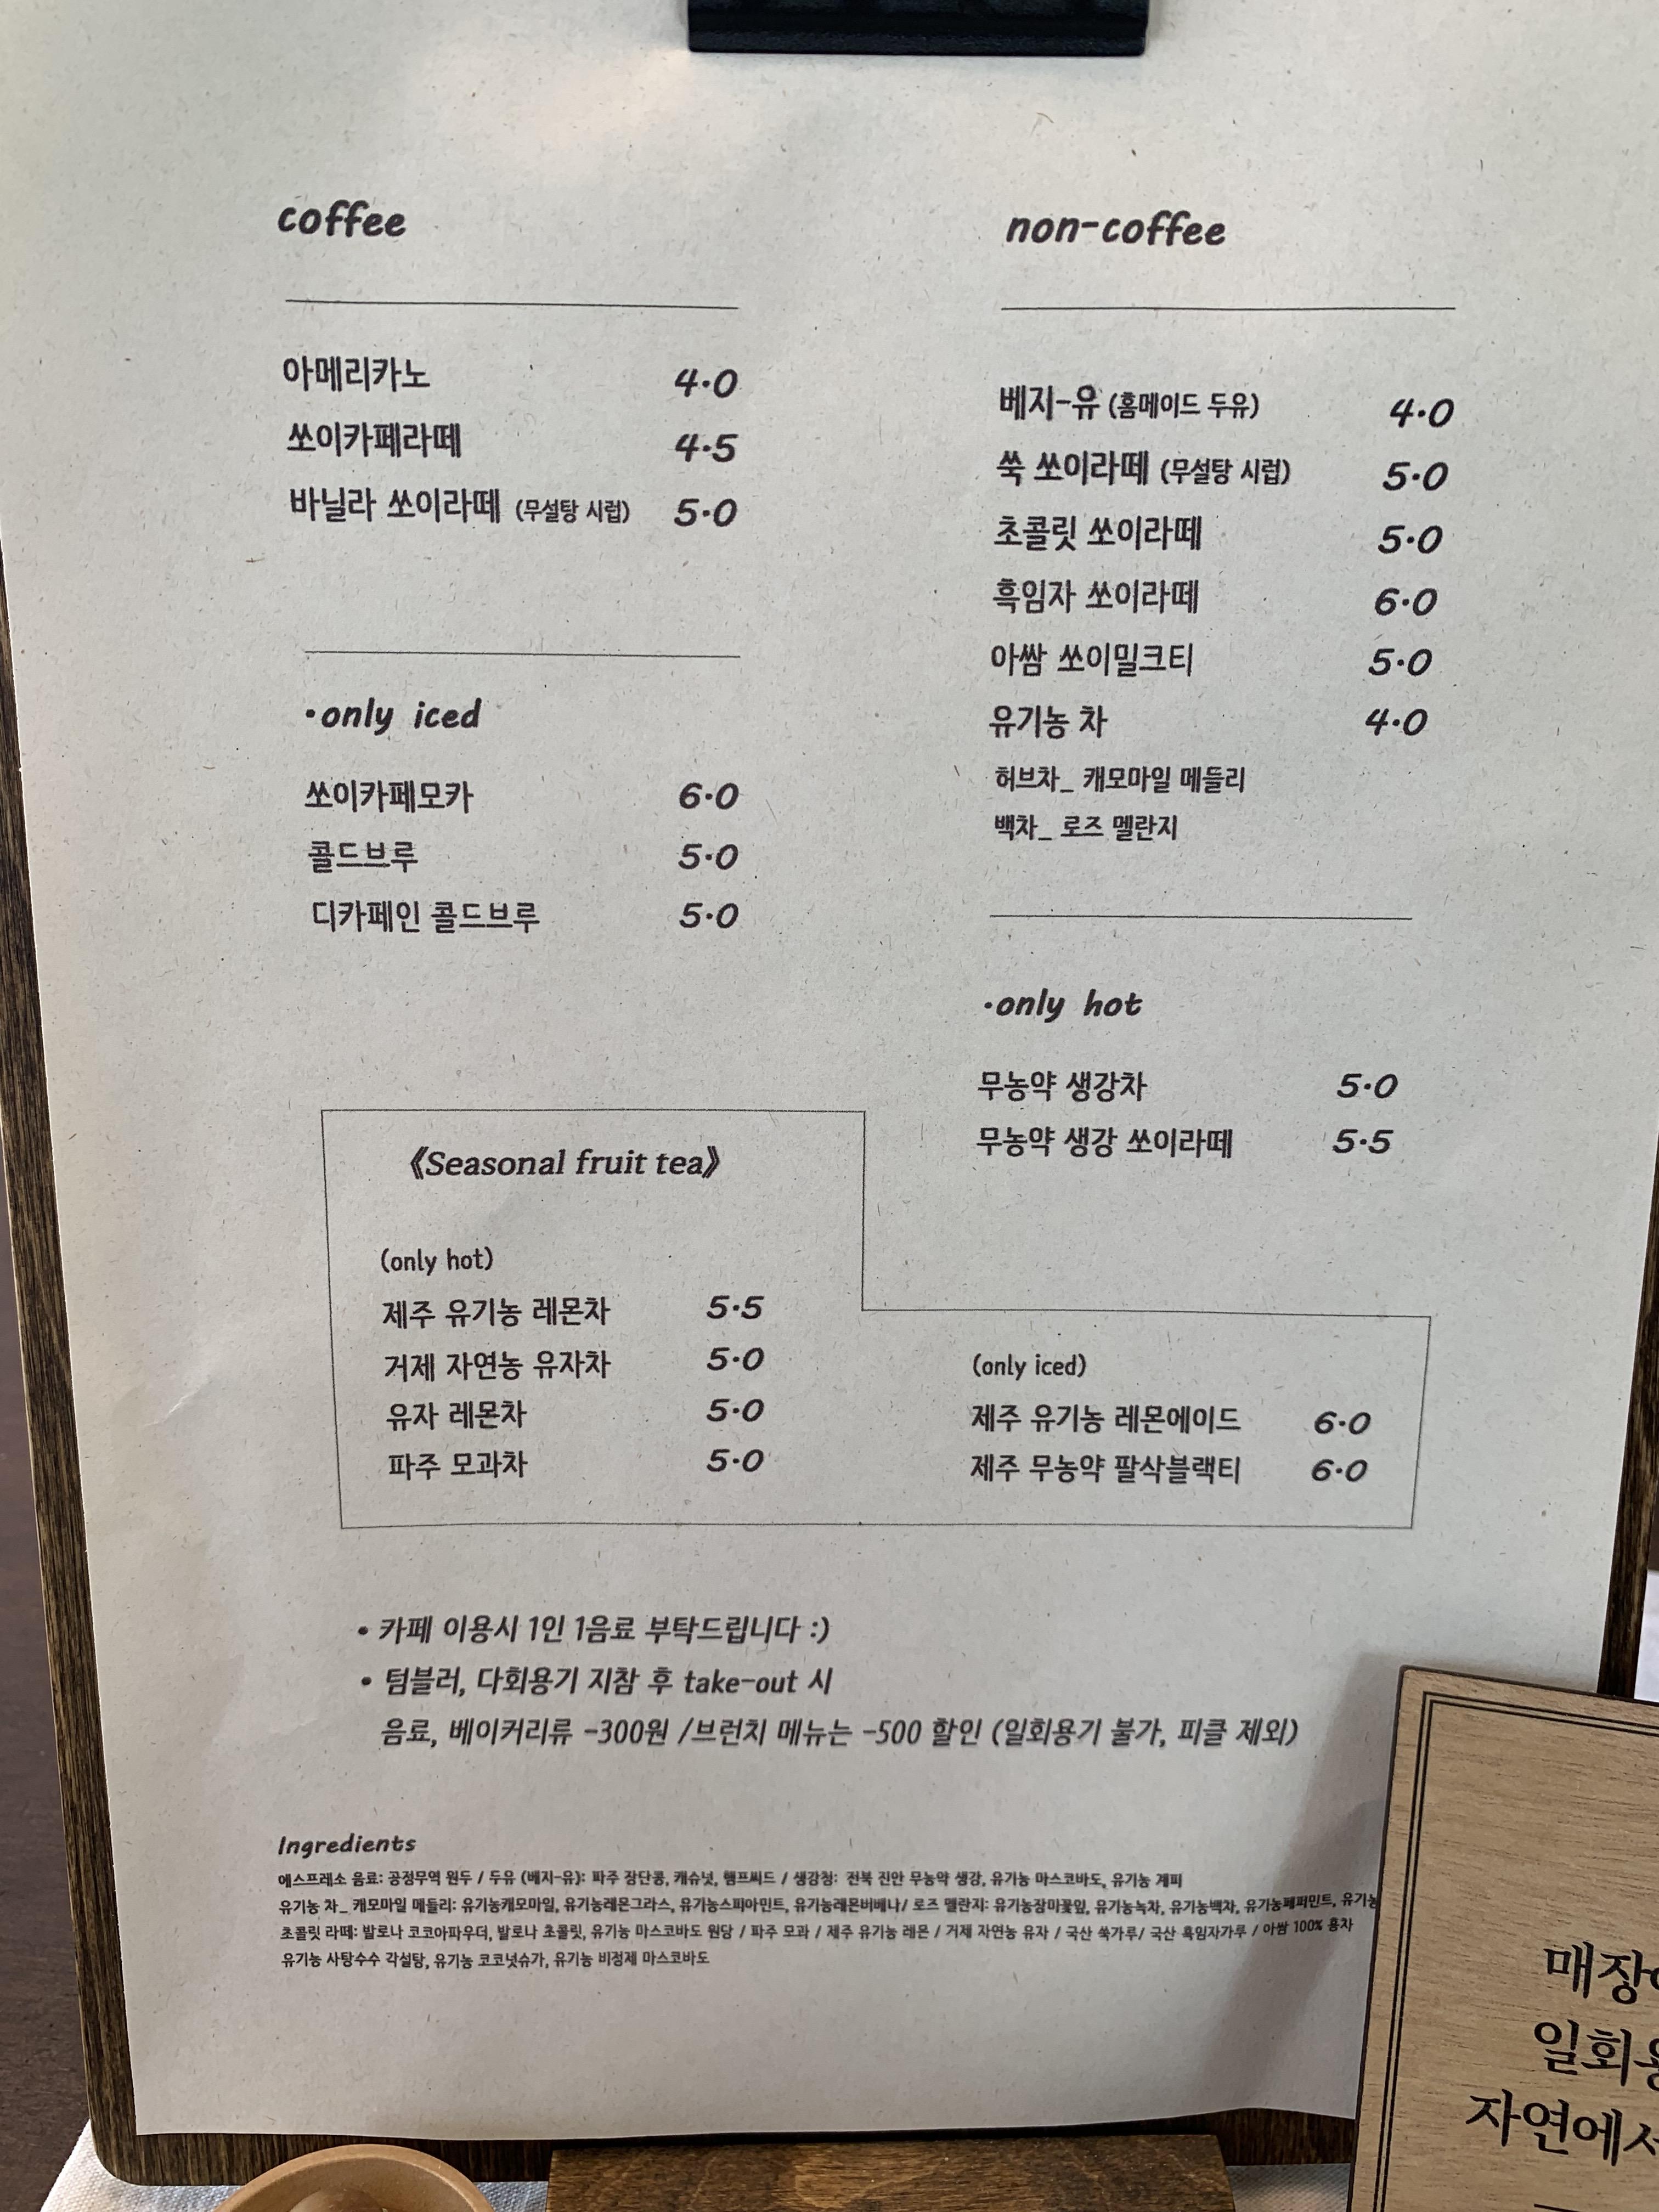 coffee
아메리카노 4.0
쏘이카페라떼 4.5
바닐라 쏘이라떼 (무설탕 시럽) 5.0
·only iced
쏘이카페모카 6.0
콜드브루 5.0
디카페인 콜드브루 5.0
non-coffee
베지-유 (홈메이드 두유) 4.0
쑥 쏘이라떼 (무설탕 시럽) 5.0
초콜릿 쏘이라떼 5.0
흑임자 쏘이라떼 6.0
아쌈 쏘이밀크티 5.0
유기농 차 4.0
허브차_ 캐모마일 메들리
백차_ 로즈 멜란지
·only hot
무농약 생강차 5.0
무농약 생강 쏘이라떼 5.5
《Seasonal fruit tea》
(only hot)
제주 유기농 레몬차 5.5
거제 자연농 유자차 5.0
유자 레몬차 5.0
파주 모과차 5.0
(only iced)
제주 유기농 레몬에이드 6.0
제주 무농약 팔삭블랙티 6.0
• 카페 이용시 1인 1음료 부탁드립니다 :)
• 텀블러, 다회용기 지참 후 take-out 시
음료, 베이커리류 -300원 /브런치 메뉴는 -500 할인 (일회용기 불가, 피클 제외)
Ingredients
에스프레소 음료: 공정무역 원두 / 두유 (베지-유): 파주 장단콩, 캐슈넛, 햄프씨드 / 생강청: 전북 진안 무농약 생강, 유기농 마스코바도, 유기농 계피
유기농 차_ 캐모마일 메들리: 유기농캐모마일, 유기농레몬그라스, 유기농스피아민트, 유기농레몬버베나/ 로즈 멜란지: 유기농장미꽃잎, 유기농녹차, 유기농백차, 유기농페퍼민트, 유기농
초콜릿 라떼: 발로나 코코아파우더, 발로나 초콜릿, 유기농 마스코바도 원당 / 파주 모과 / 제주 유기농 레몬 / 거제 자연농 유자 / 국산 쑥가루/ 국산 흑임자가루 / 아쌈 100% 홍차
유기농 사탕수수 각설탕, 유기농 코코넛슈가, 유기농 비정제 마스코바도
매장
일회용
자연에서